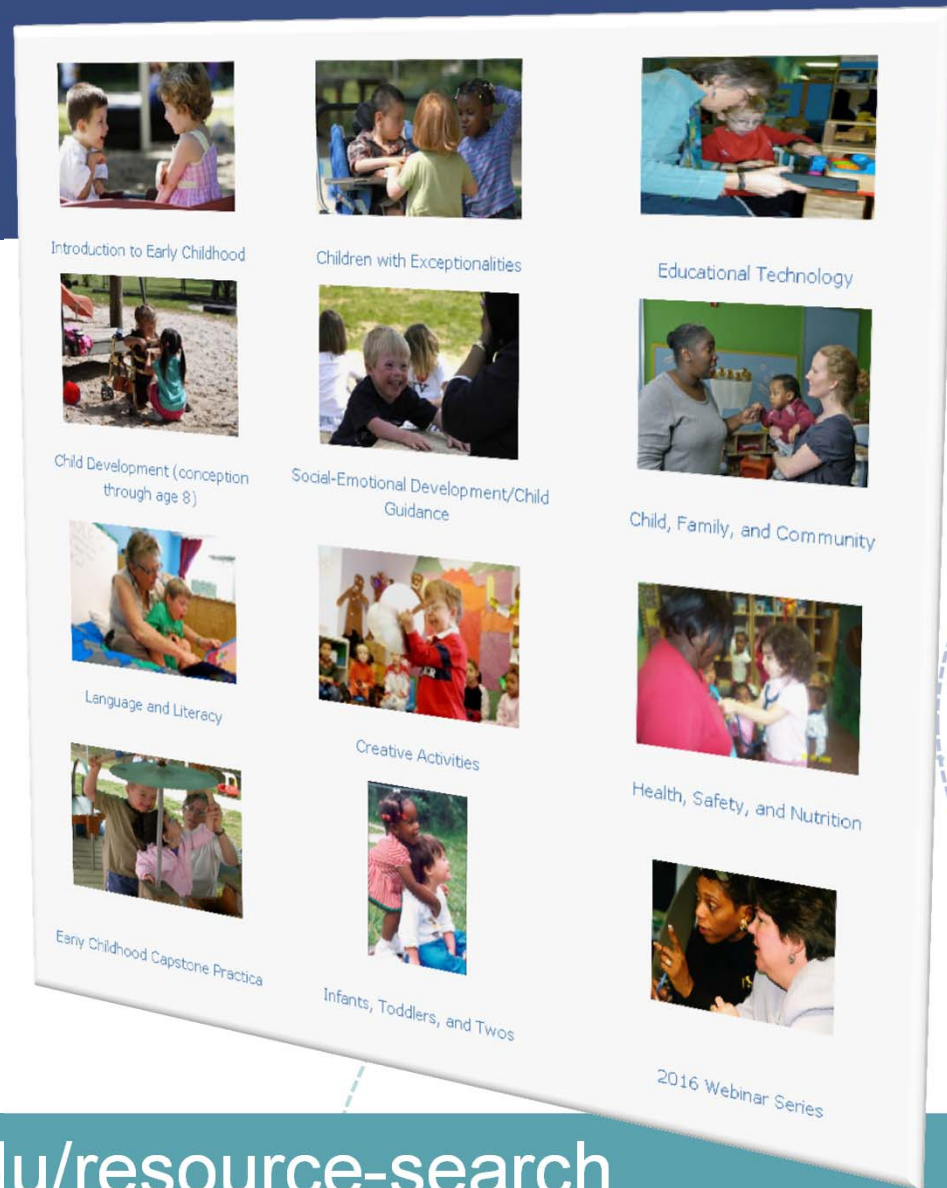 Introduction to Early Childhood
Children with Exceptionalities
Educational Technology
Child Development (conception
through age 8)
Social-Emotional Development/Child
Guidance
Child, Family, and Community
Language and Literacy
Creative Activities
Health, Safety, and Nutrition
Early Childhood Capstone Practica
Infants, Toddlers, and Twos
2016 Webinar Series
lu/resource-search